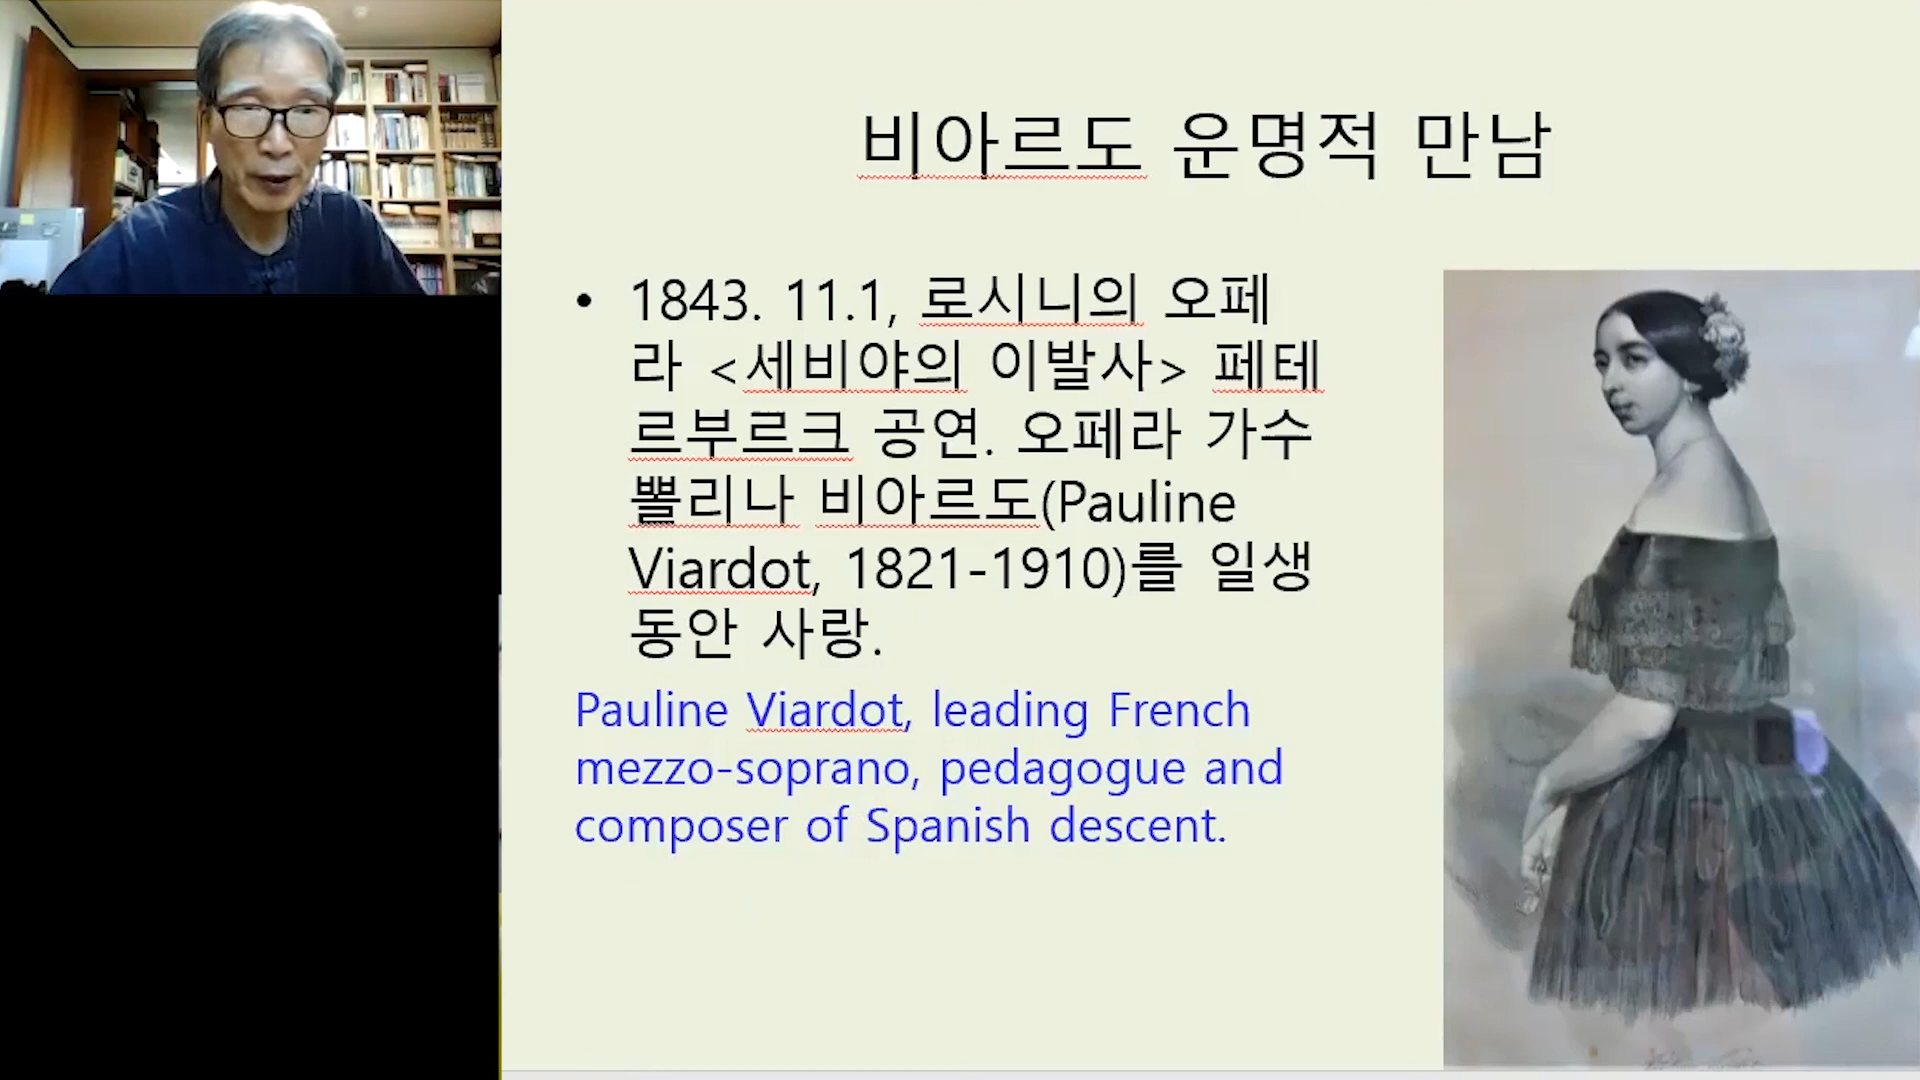 비아르도 운명적 만남
• 1843. 11.1, 로시니의 오페
라 <세비야의 이발사> 페테
르부르크 공연. 오페라 가수
뽈리나 비아르도(Pauline
Viardot, 1821-1910)를 일생
동안 사랑.
Pauline Viardot, leading French
mezzo-soprano, pedagogue and
composer of Spanish descent.